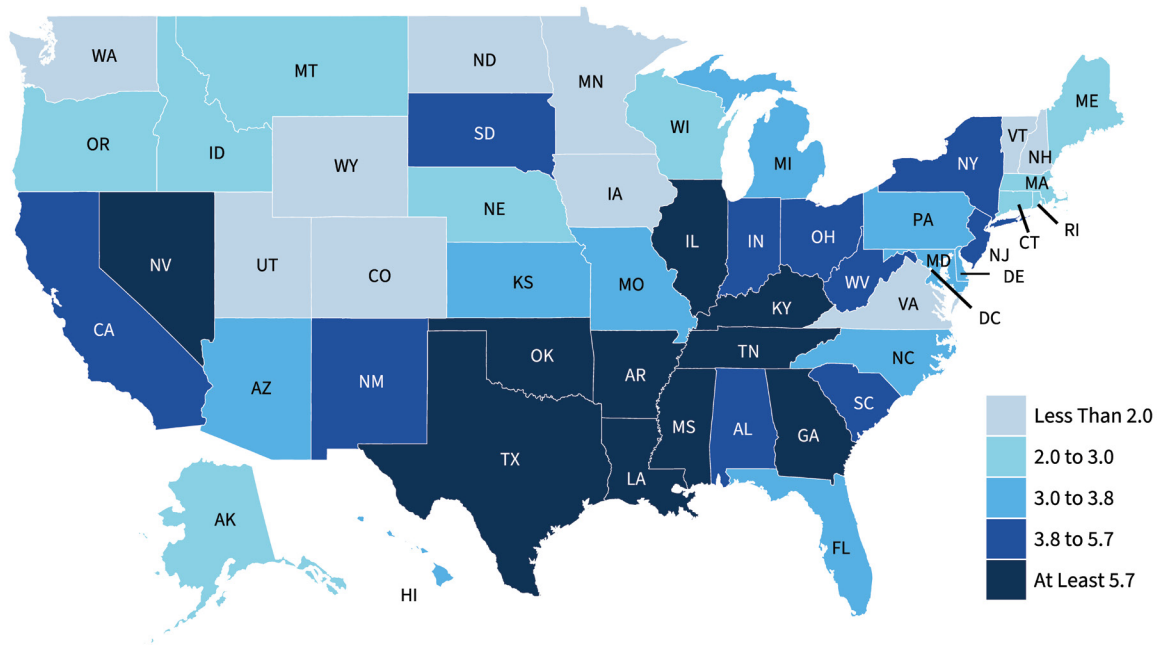 WA
MT
ND
MN
ME
OR
ID
SD
WI
VT
NH
WY
MI
NY
MA
IA
NE
RI
CT
NV
UT
CO
IL
IN
OH
PA
NJ
MD
DE
KS
MO
WV
VA
DC
CA
KY
AZ
NM
OK
TN
NC
AR
SC
MS
AL
GA
TX
LA
AK
FL
HI
Less Than 2.0
2.0 to 3.0
3.0 to 3.8
3.8 to 5.7
At Least 5.7